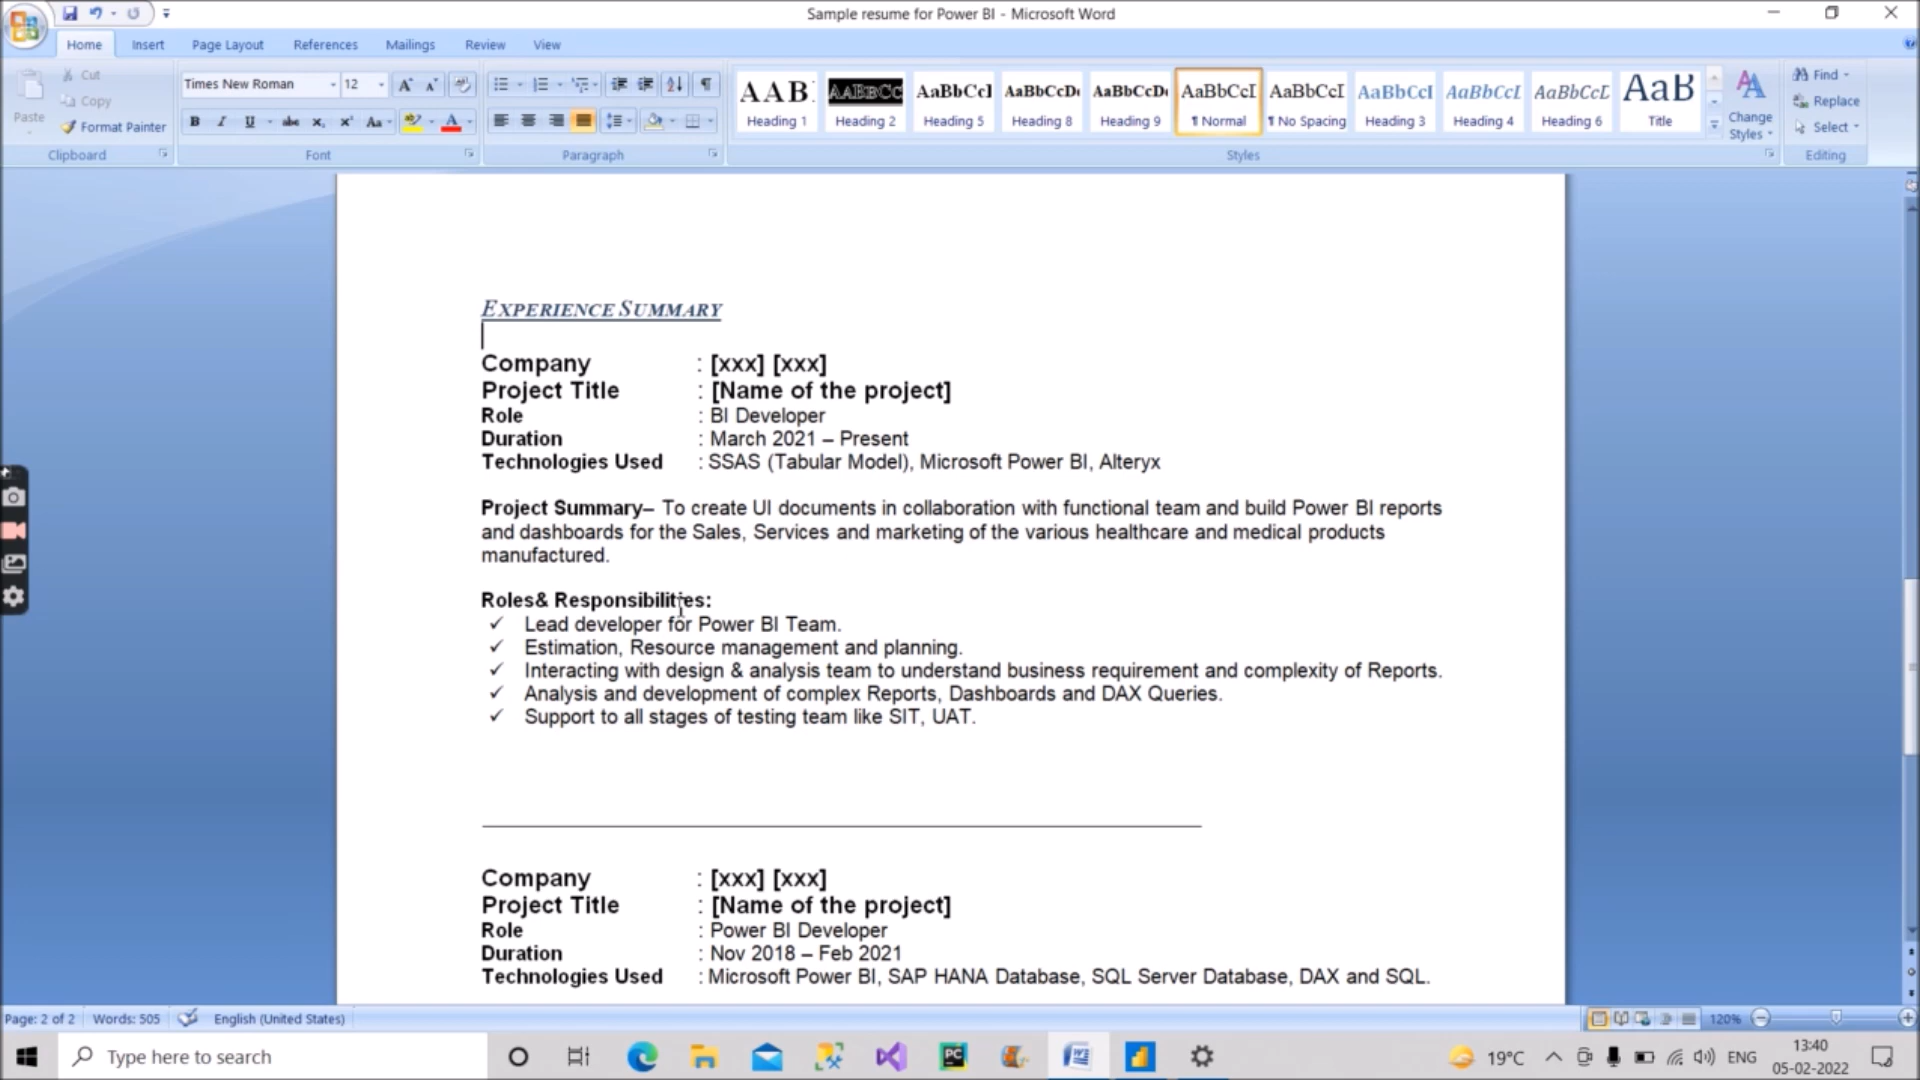 Sample resume for Power BI - Microsoft Word
Home Insert Page Layout References Mailings Review View
Paste
Cut
Copy
Format Painter
Clipboard
Times New Roman 12
Font
Paragraph
AAB AABBCC AaBbCcI AaBbCcD AaBbCcD AaBbCcI AaBbCcI AaBbCcI AaBbCcL AaBbCcL AaB
Heading 1 Heading 2 Heading 5 Heading 8 Heading 9 ¶ Normal ¶ No Spacing Heading 3 Heading 4 Heading 6 Title
Styles
Change
Styles
Find
Replace
Select
Editing
EXPERIENCE SUMMARY
Company : [xxx] [xxx]
Project Title : [Name of the project]
Role : BI Developer
Duration : March 2021 – Present
Technologies Used : SSAS (Tabular Model), Microsoft Power BI, Alteryx
Project Summary– To create UI documents in collaboration with functional team and build Power BI reports
and dashboards for the Sales, Services and marketing of the various healthcare and medical products
manufactured.
Roles& Responsibilities:
✓ Lead developer for Power BI Team.
✓ Estimation, Resource management and planning.
✓ Interacting with design & analysis team to understand business requirement and complexity of Reports.
✓ Analysis and development of complex Reports, Dashboards and DAX Queries.
✓ Support to all stages of testing team like SIT, UAT.
Company : [xxx] [xxx]
Project Title : [Name of the project]
Role : Power BI Developer
Duration : Nov 2018 – Feb 2021
Technologies Used : Microsoft Power BI, SAP HANA Database, SQL Server Database, DAX and SQL.
Page: 2 of 2 Words: 505 English (United States) 120%
Type here to search 19°C ENG 13:40
05-02-2022